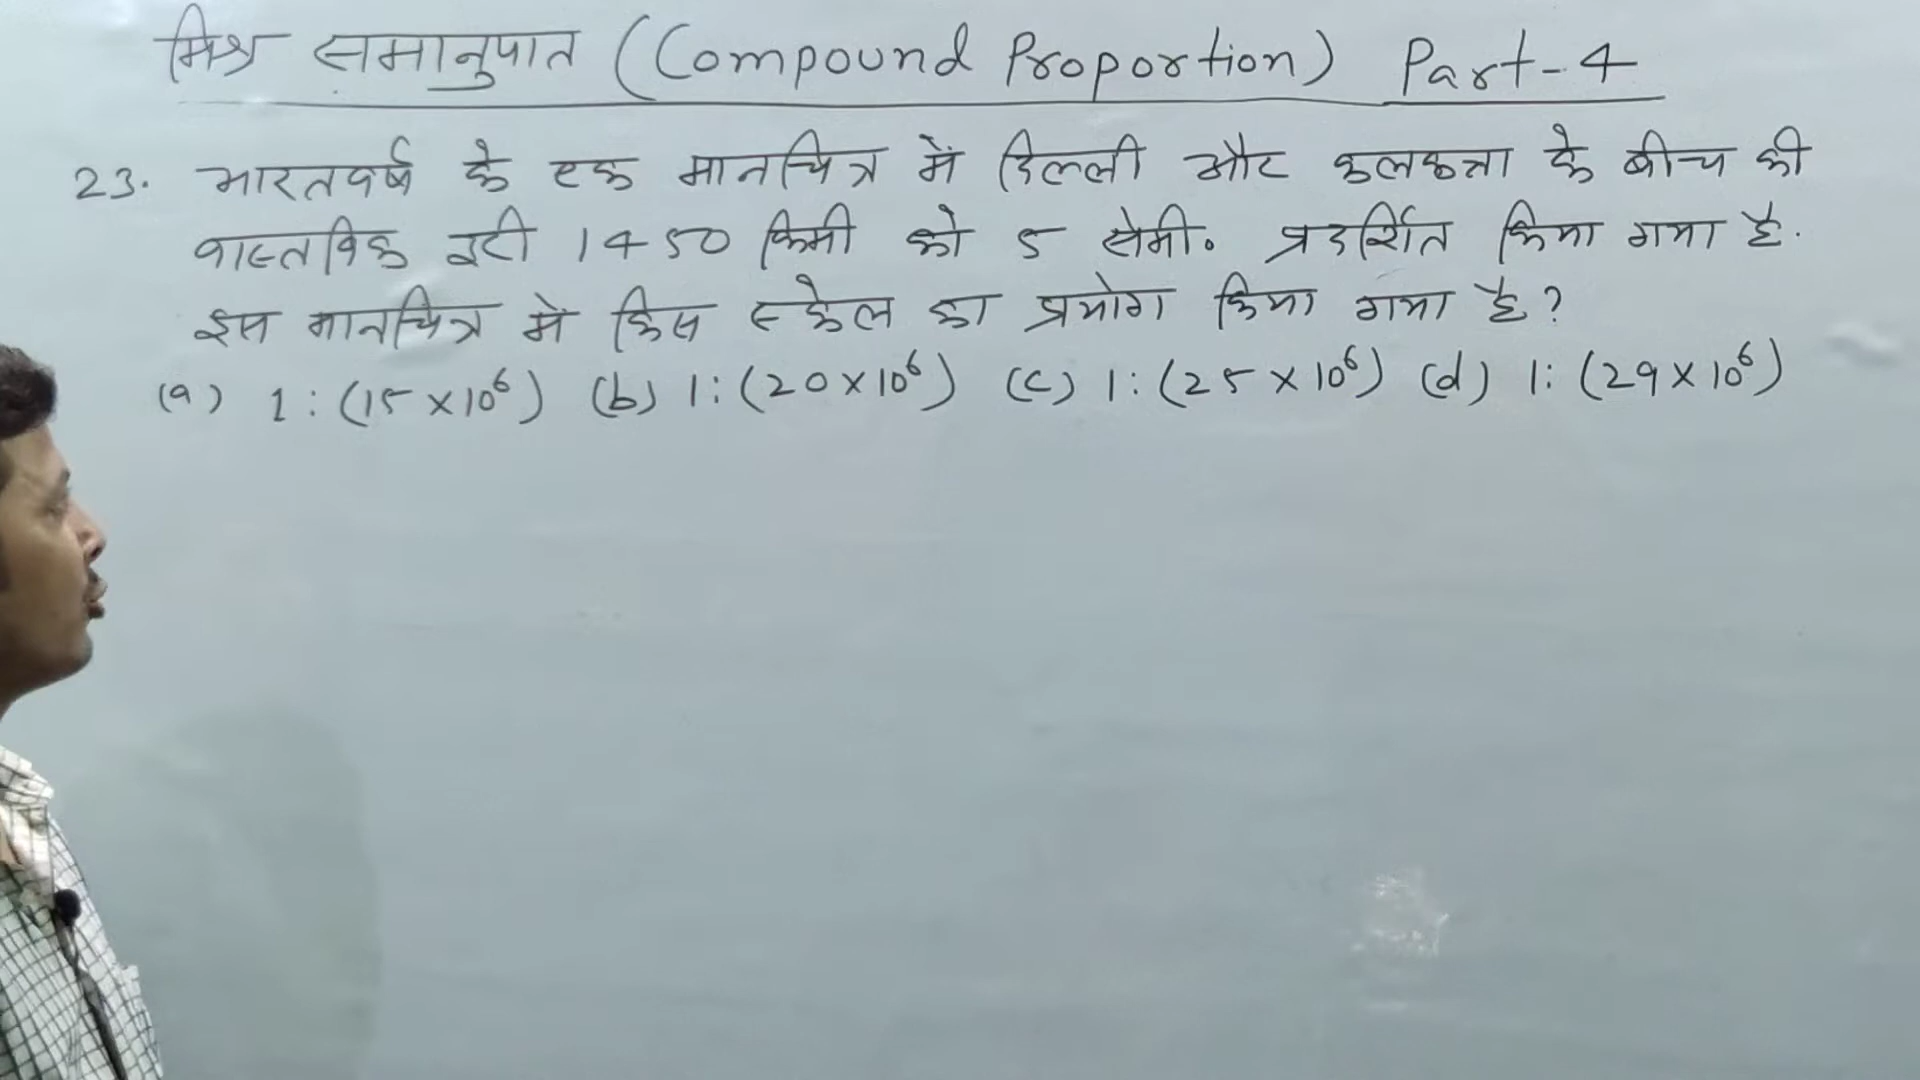 मिश्र समानुपात (Compound Proportion) Part-4
23. भारतवर्ष के एक मानचित्र में दिल्ली और कलकत्ता के बीच की
वास्तविक दूरी 1450 किमी को 5 सेमी. प्रदर्शित किया गया है.
इस मानचित्र में किस स्केल का प्रयोग किया गया है?
(a) 1:(15×10⁶) (b) 1:(20×10⁶) (c) 1:(25×10⁶) (d) 1:(29×10⁶)